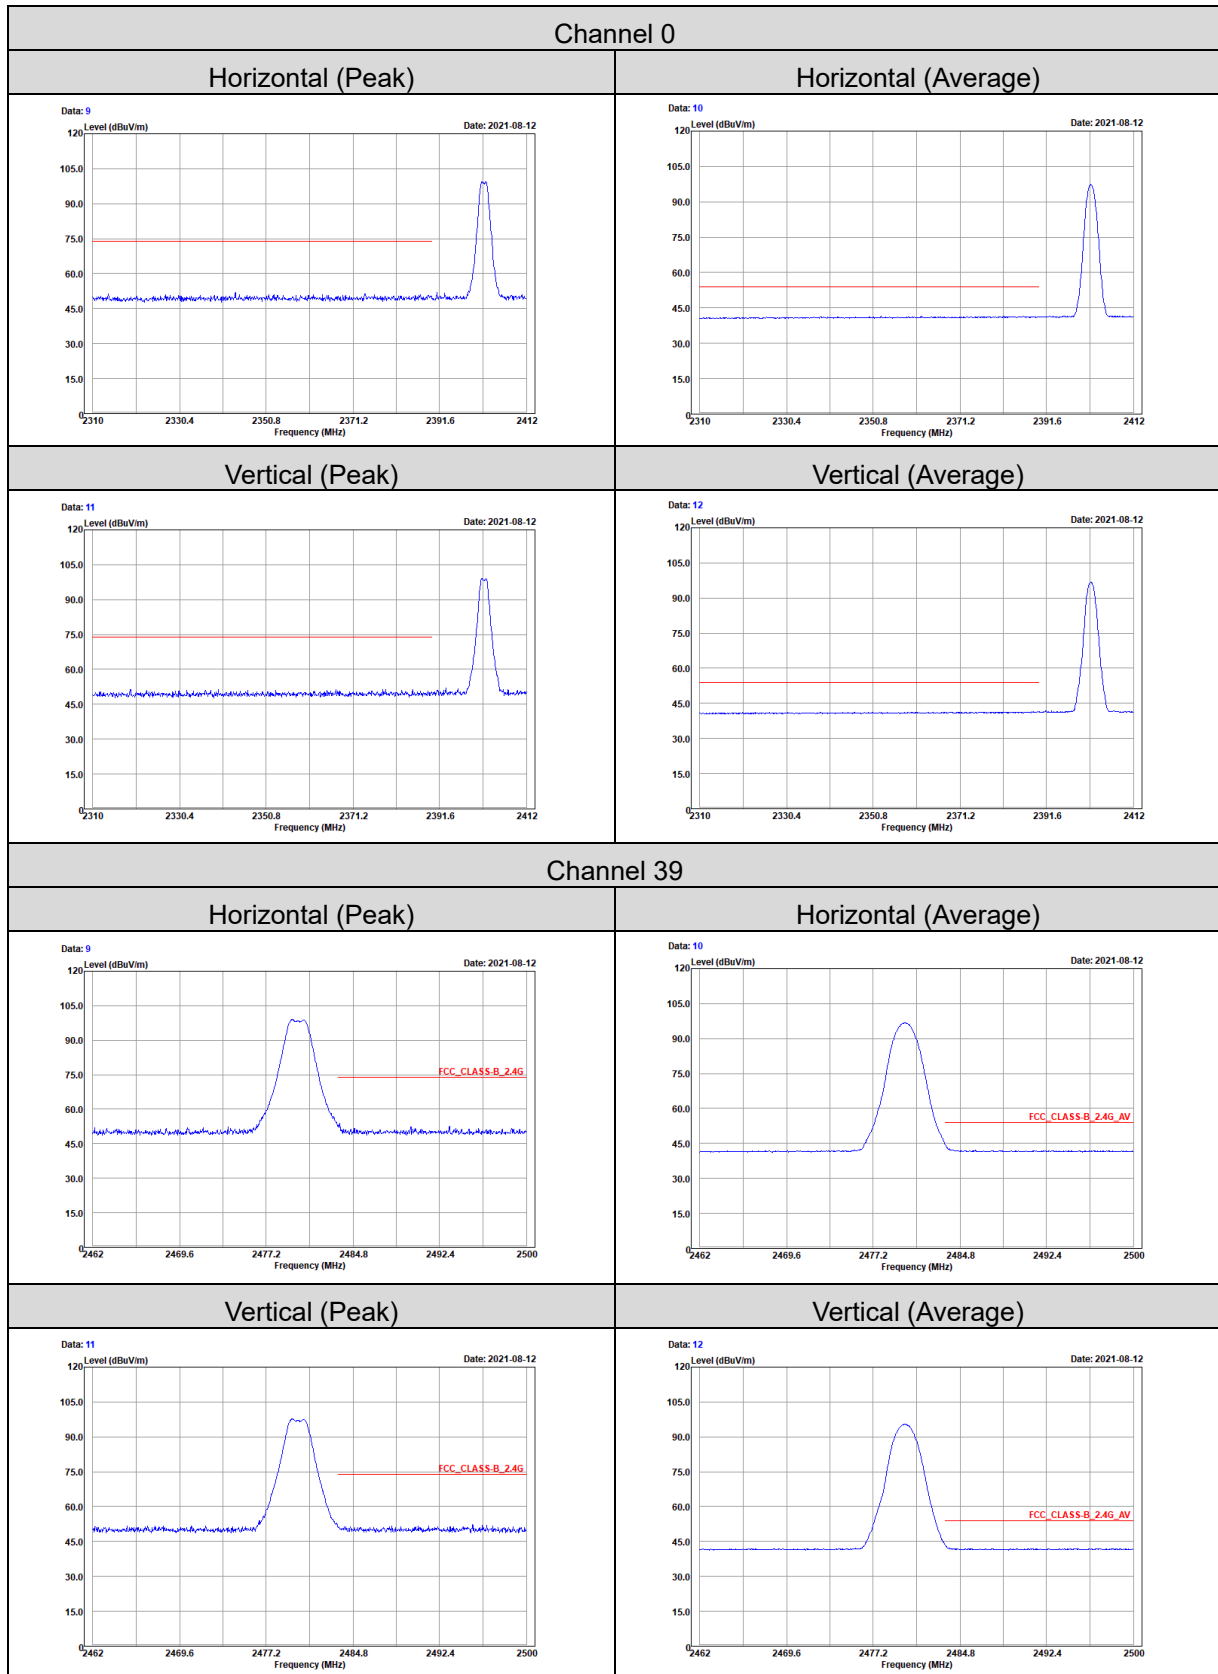 Channel 0
Horizontal (Peak)
Horizontal (Average)
Data: 9
Level (dBuV/m)
Date: 2021-08-12
120
105.0
90.0
75.0
60.0
45.0
30.0
15.0
0
2310 2330.4 2350.8 2371.2 2391.6 2412
Frequency (MHz)
Data: 10
Level (dBuV/m)
Date: 2021-08-12
120
105.0
90.0
75.0
60.0
45.0
30.0
15.0
0
2310 2330.4 2350.8 2371.2 2391.6 2412
Frequency (MHz)
Vertical (Peak)
Vertical (Average)
Data: 11
Level (dBuV/m)
Date: 2021-08-12
120
105.0
90.0
75.0
60.0
45.0
30.0
15.0
0
2310 2330.4 2350.8 2371.2 2391.6 2412
Frequency (MHz)
Data: 12
Level (dBuV/m)
Date: 2021-08-12
120
105.0
90.0
75.0
60.0
45.0
30.0
15.0
0
2310 2330.4 2350.8 2371.2 2391.6 2412
Frequency (MHz)
Channel 39
Horizontal (Peak)
Horizontal (Average)
Data: 9
Level (dBuV/m)
Date: 2021-08-12
120
105.0
90.0
75.0
FCC_CLASS-B_2.4G
60.0
45.0
30.0
15.0
0
2462 2469.6 2477.2 2484.8 2492.4 2500
Frequency (MHz)
Data: 10
Level (dBuV/m)
Date: 2021-08-12
120
105.0
90.0
75.0
60.0
FCC_CLASS-B_2.4G_AV
45.0
30.0
15.0
0
2462 2469.6 2477.2 2484.8 2492.4 2500
Frequency (MHz)
Vertical (Peak)
Vertical (Average)
Data: 11
Level (dBuV/m)
Date: 2021-08-12
120
105.0
90.0
75.0
FCC_CLASS-B_2.4G
60.0
45.0
30.0
15.0
0
2462 2469.6 2477.2 2484.8 2492.4 2500
Frequency (MHz)
Data: 12
Level (dBuV/m)
Date: 2021-08-12
120
105.0
90.0
75.0
60.0
FCC_CLASS-B_2.4G_AV
45.0
30.0
15.0
0
2462 2469.6 2477.2 2484.8 2492.4 2500
Frequency (MHz)